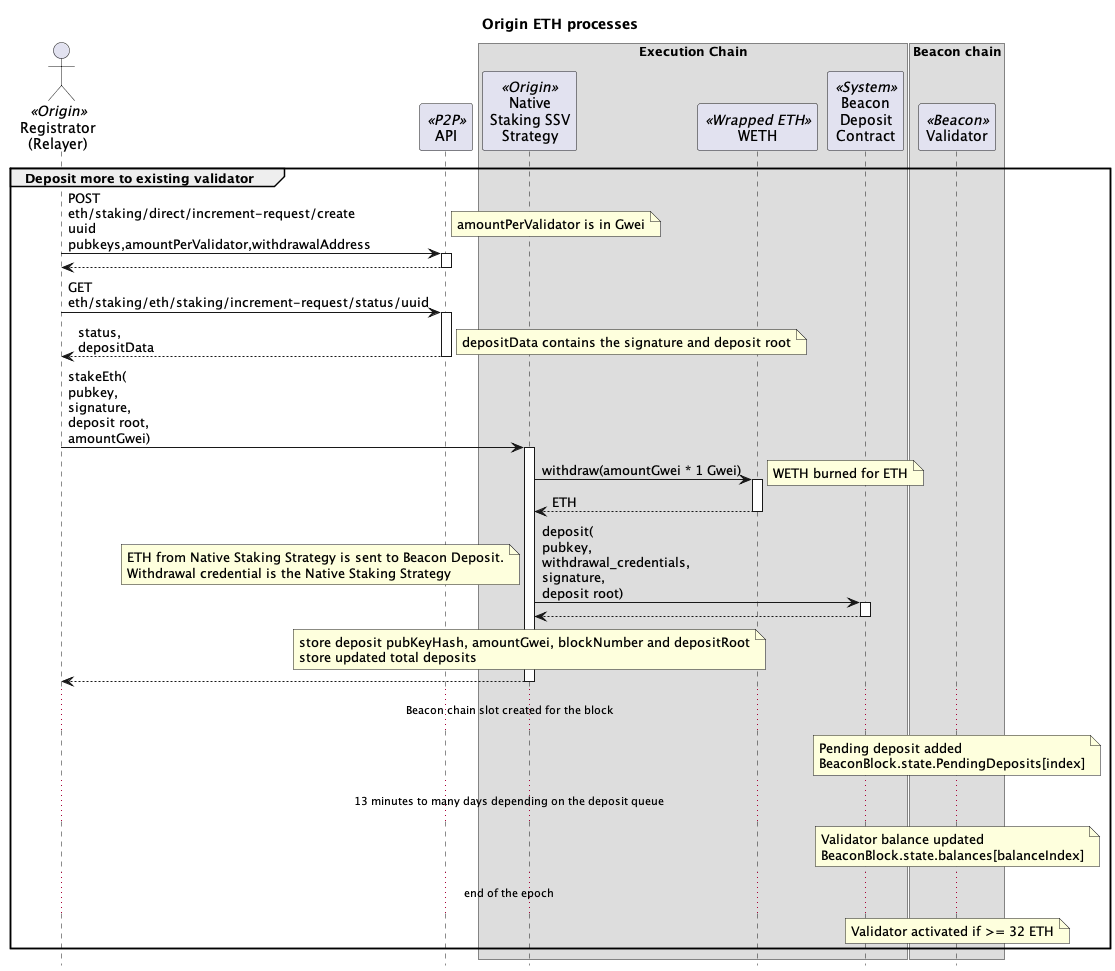 Origin ETH processes
Execution Chain
Beacon chain
«Origin»
Registrator
(Relayer)
«P2P»
API
«Origin»
Native
Staking SSV
Strategy
«Wrapped ETH»
WETH
«System»
Beacon
Deposit
Contract
«Beacon»
Validator
Deposit more to existing validator
POST
eth/staking/direct/increment-request/create
uuid
pubkeys,amountPerValidator,withdrawalAddress
amountPerValidator is in Gwei
GET
eth/staking/eth/staking/increment-request/status/uuid
status,
depositData
depositData contains the signature and deposit root
stakeEth(
pubkey,
signature,
deposit root,
amountGwei)
withdraw(amountGwei * 1 Gwei)
WETH burned for ETH
ETH
deposit(
pubkey,
withdrawal_credentials,
signature,
deposit root)
ETH from Native Staking Strategy is sent to Beacon Deposit.
Withdrawal credential is the Native Staking Strategy
store deposit pubKeyHash, amountGwei, blockNumber and depositRoot
store updated total deposits
Beacon chain slot created for the block
Pending deposit added
BeaconBlock.state.PendingDeposits[index]
13 minutes to many days depending on the deposit queue
Validator balance updated
BeaconBlock.state.balances[balanceIndex]
end of the epoch
Validator activated if >= 32 ETH